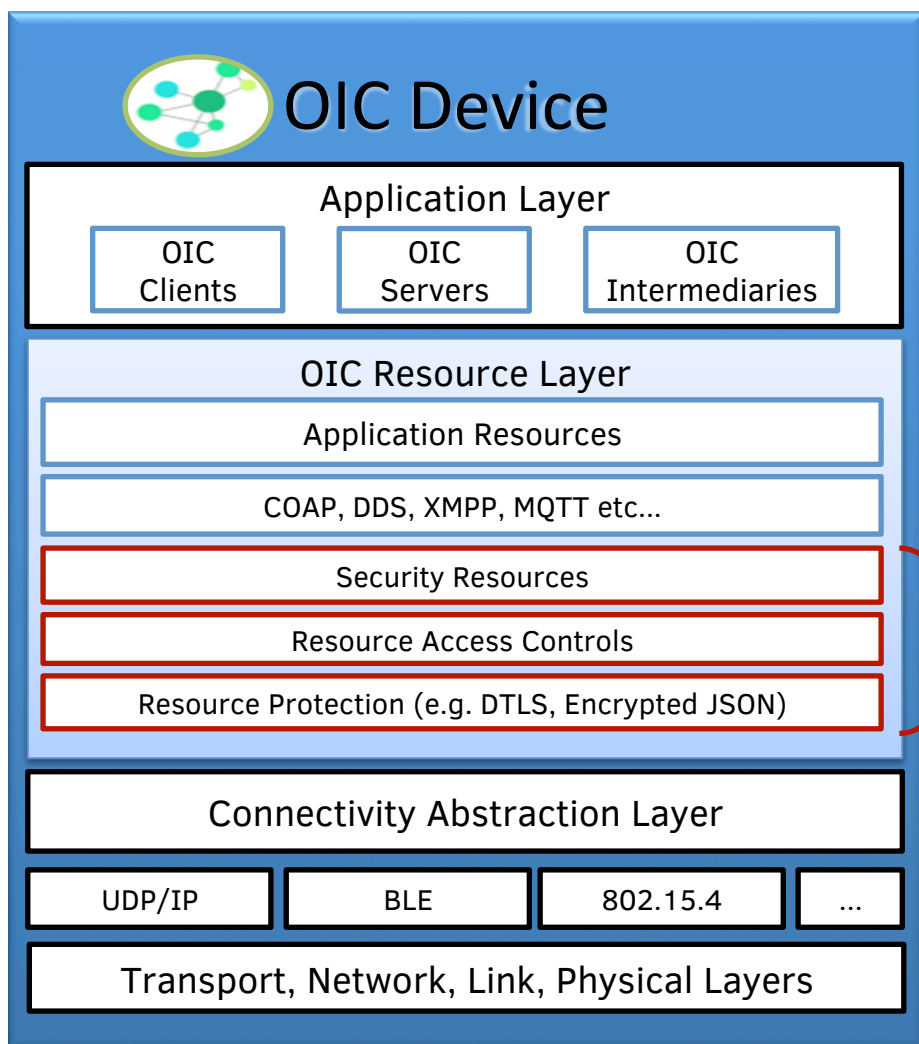 OIC Device
Application Layer
OIC
Clients
OIC
Servers
OIC
Intermediaries
OIC Resource Layer
Application Resources
COAP, DDS, XMPP, MQTT etc...
Security Resources
Resource Access Controls
Resource Protection (e.g. DTLS, Encrypted JSON)
Connectivity Abstraction Layer
UDP/IP
BLE
802.15.4
...
Transport, Network, Link, Physical Layers